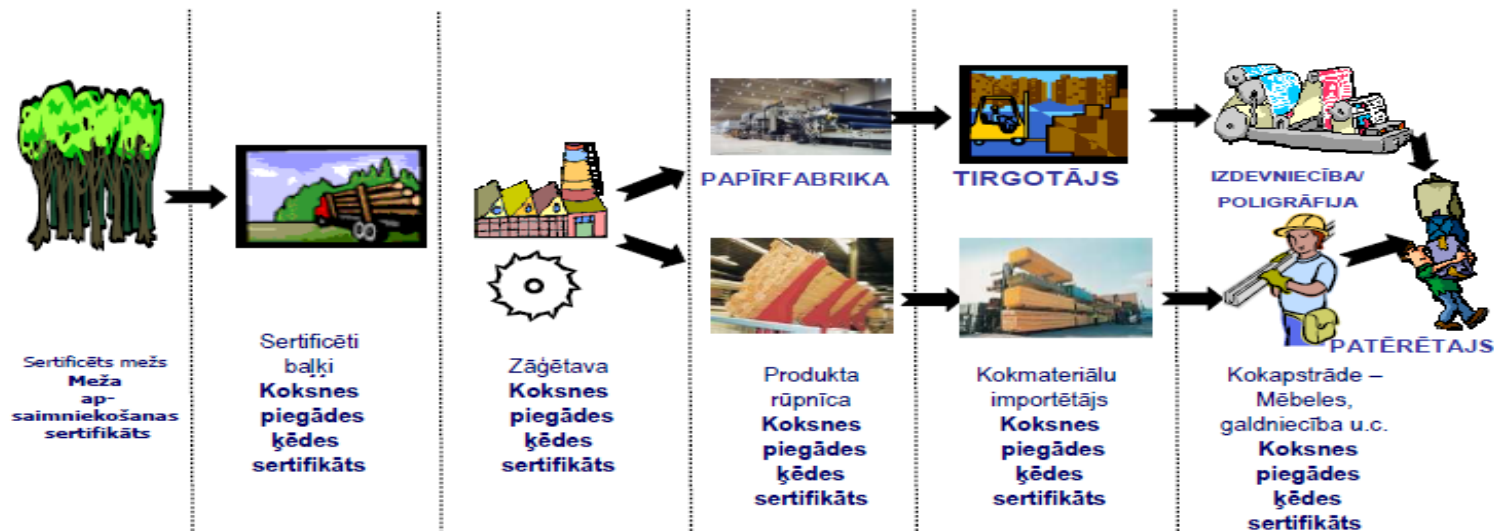 PAPĪRFABRIKA
TIRGOTĀJS
IZDEVNIECĪBA/
POLIGRĀFIJA
PATĒRĒTAJS
Sertificēts mežs
Meža
ap-
saimniekošanas
sertifikāts
Sertificēti
baļķi
Koksnes
piegādes
ķēdes
sertifikāts
Zāģētava
Koksnes
piegādes
ķēdes
sertifikāts
Produkta
rūpnīca
Koksnes
piegādes
ķēdes
sertifikāts
Kokmateriālu
importētājs
Koksnes
piegādes
ķēdes
sertifikāts
Kokapstrāde –
Mēbeles,
galdniecība u.c.
Koksnes
piegādes
ķēdes
sertifikāts